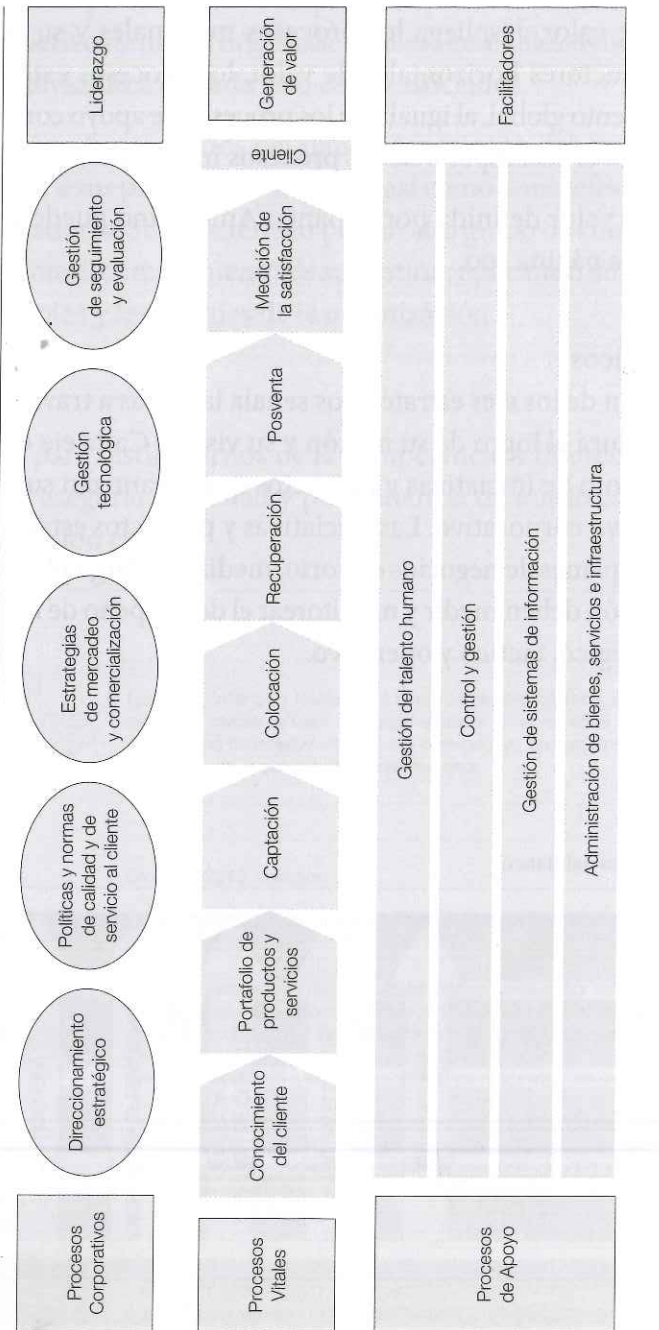 Procesos
Corporativos
Direccionamiento
estratégico
Políticas y normas
de calidad y de
servicio al cliente
Estrategias
de mercadeo
y comercialización
Gestión
tecnológica
Gestión
de seguimiento
y evaluación
Liderazgo
Procesos
Vitales
Conocimiento
del cliente
Portafolio de
productos y
servicios
Captación
Colocación
Recuperación
Posventa
Medición de
la satisfacción
Cliente
Generación
de valor
Procesos
de Apoyo
Gestión del talento humano
Control y gestión
Gestión de sistemas de información
Administración de bienes, servicios e infraestructura
Facilitadores